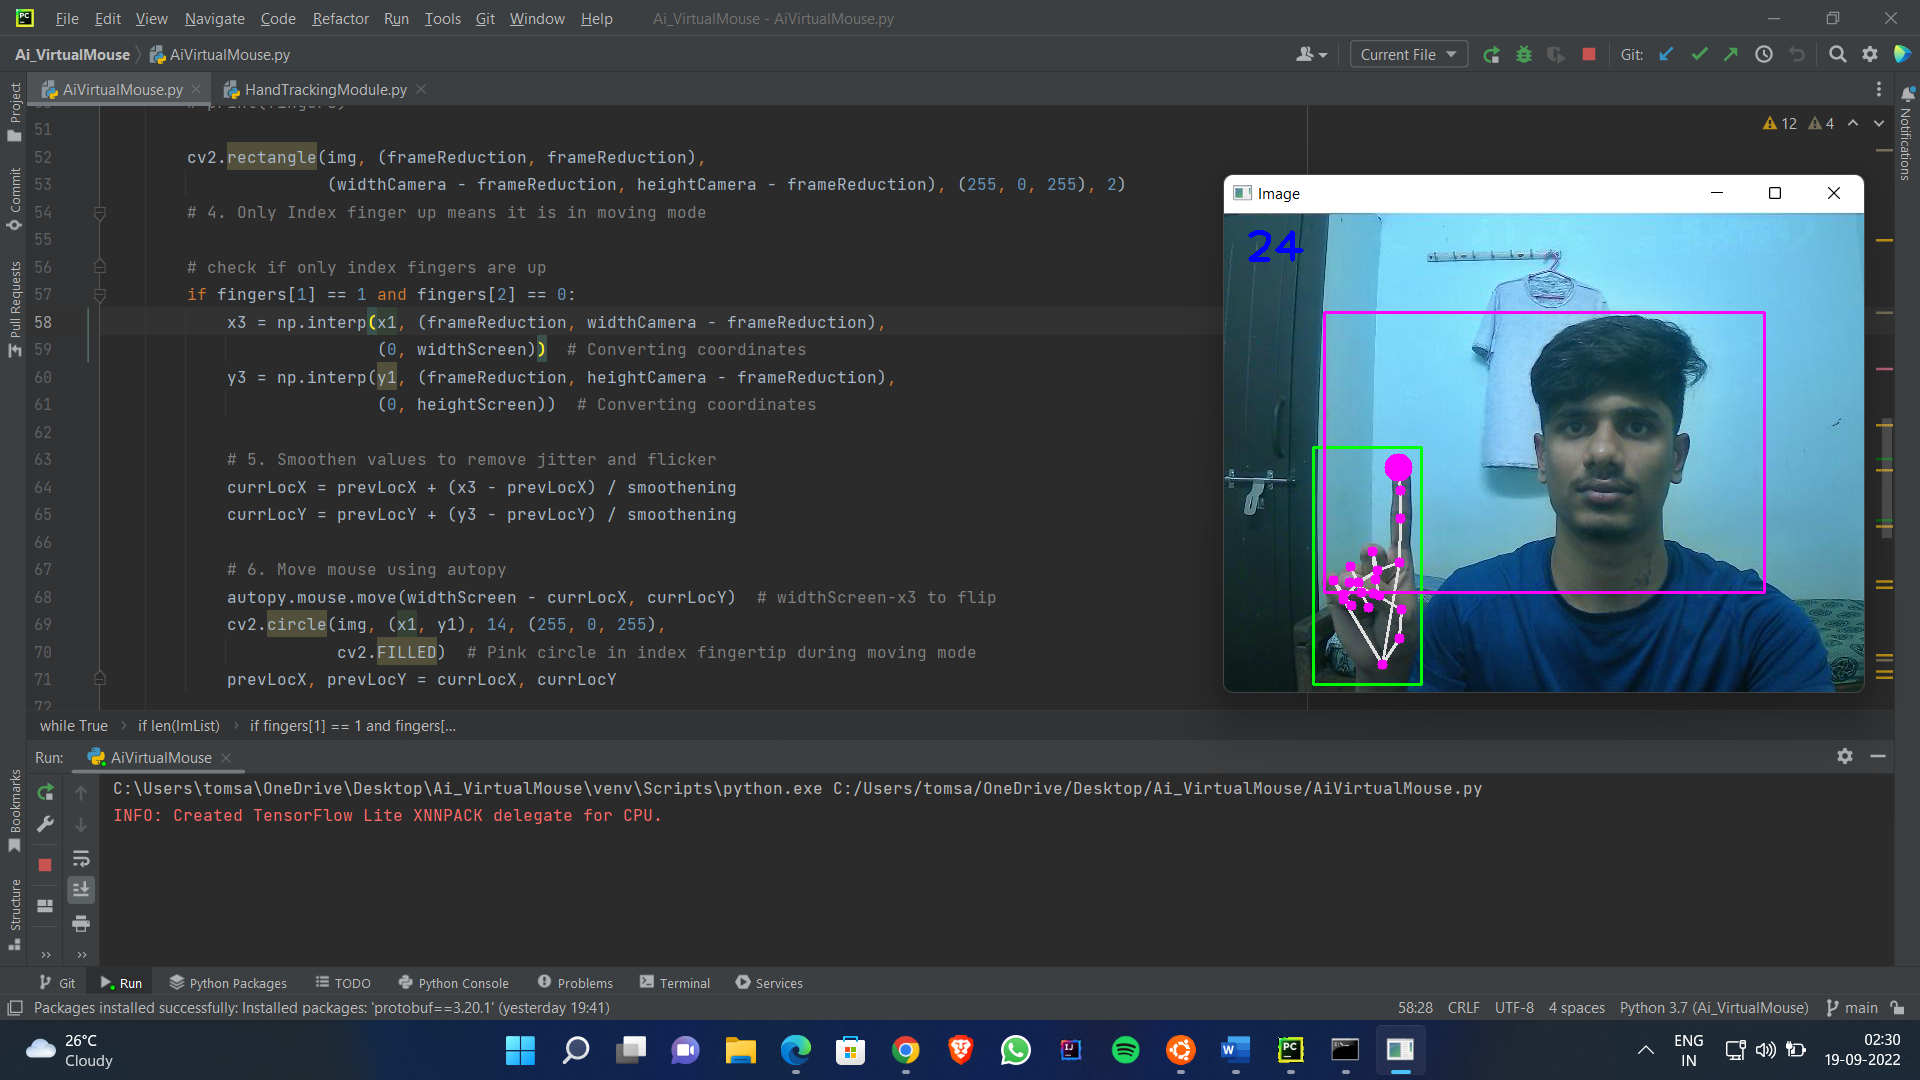 PC File Edit View Navigate Code Refactor Run Tools Git Window Help Ai_VirtualMouse - AiVirtualMouse.py
Ai_VirtualMouse AiVirtualMouse.py Current File Git:
AiVirtualMouse.py HandTrackingModule.py
# print(fingers)
12 4
51
52 cv2.rectangle(img, (frameReduction, frameReduction),
53 (widthCamera - frameReduction, heightCamera - frameReduction), (255, 0, 255), 2)
54 # 4. Only Index finger up means it is in moving mode
55
56 # check if only index fingers are up
57 if fingers[1] == 1 and fingers[2] == 0:
58 x3 = np.interp(x1, (frameReduction, widthCamera - frameReduction),
59 (0, widthScreen)) # Converting coordinates
60 y3 = np.interp(y1, (frameReduction, heightCamera - frameReduction),
61 (0, heightScreen)) # Converting coordinates
62
63 # 5. Smoothen values to remove jitter and flicker
64 currLocX = prevLocX + (x3 - prevLocX) / smoothening
65 currLocY = prevLocY + (y3 - prevLocY) / smoothening
66
67 # 6. Move mouse using autopy
68 autopy.mouse.move(widthScreen - currLocX, currLocY) # widthScreen-x3 to flip
69 cv2.circle(img, (x1, y1), 14, (255, 0, 255),
70 cv2.FILLED) # Pink circle in index fingertip during moving mode
71 prevLocX, prevLocY = currLocX, currLocY
72
Image
24
Project
Commit
Pull Requests
Bookmarks
Structure
Notifications
while True if len(lmList) if fingers[1] == 1 and fingers[...
Run: AiVirtualMouse
C:\Users\tomsa\OneDrive\Desktop\Ai_VirtualMouse\venv\Scripts\python.exe C:/Users/tomsa/OneDrive/Desktop/Ai_VirtualMouse/AiVirtualMouse.py
INFO: Created TensorFlow Lite XNNPACK delegate for CPU.
Git Run Python Packages TODO Python Console Problems Terminal Services
Packages installed successfully: Installed packages: 'protobuf==3.20.1' (yesterday 19:41) 58:28 CRLF UTF-8 4 spaces Python 3.7 (Ai_VirtualMouse) main
26°C
Cloudy
IJ
W
PC
ENG
IN
02:30
19-09-2022